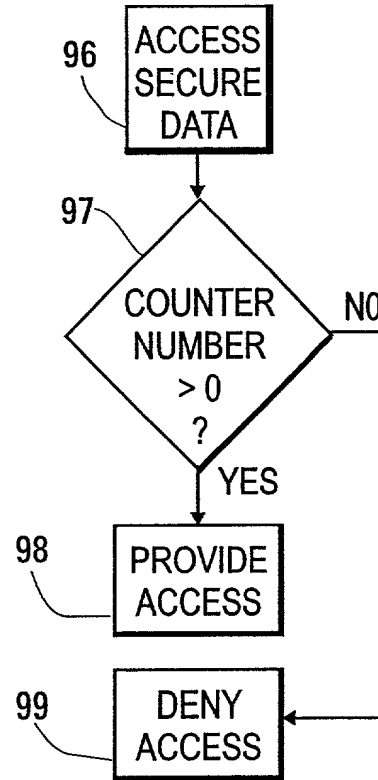 96
ACCESS
SECURE
DATA
97
COUNTER
NUMBER
> 0
?
NO
YES
98
PROVIDE
ACCESS
99
DENY
ACCESS